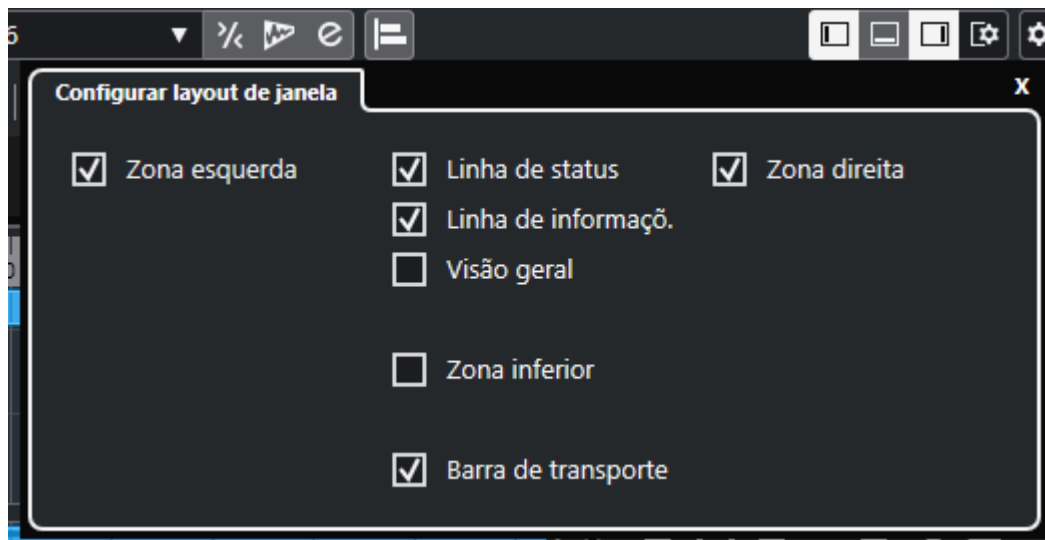 6
Configurar layout de janela
x
Zona esquerda
Linha de status
Zona direita
Linha de informaçõ.
Visão geral
Zona inferior
Barra de transporte